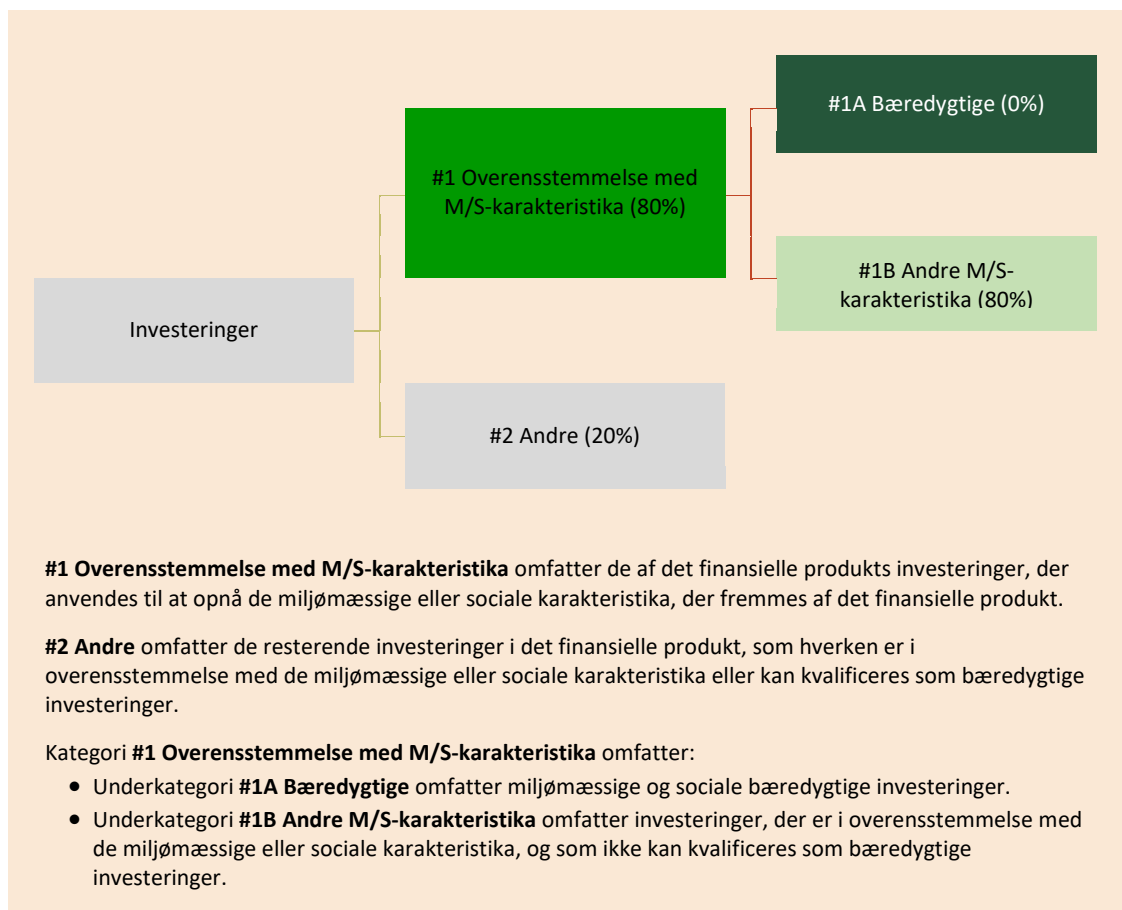 #1A Bæredygtige (0%)
#1 Overensstemmelse med
M/S-karakteristika (80%)
#1B Andre M/S-
karakteristika (80%)
Investeringer
#2 Andre (20%)
#1 Overensstemmelse med M/S-karakteristika omfatter de af det finansielle produkts investeringer, der
anvendes til at opnå de miljømæssige eller sociale karakteristika, der fremmes af det finansielle produkt.
#2 Andre omfatter de resterende investeringer i det finansielle produkt, som hverken er i
overensstemmelse med de miljømæssige eller sociale karakteristika eller kan kvalificeres som bæredygtige
investeringer.
Kategori #1 Overensstemmelse med M/S-karakteristika omfatter:
• Underkategori #1A Bæredygtige omfatter miljømæssige og sociale bæredygtige investeringer.
• Underkategori #1B Andre M/S-karakteristika omfatter investeringer, der er i overensstemmelse med
de miljømæssige eller sociale karakteristika, og som ikke kan kvalificeres som bæredygtige
investeringer.